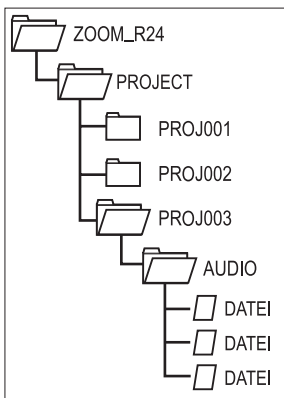 ZOOM_R24
PROJECT
PROJ001
PROJ002
PROJ003
AUDIO
DATEI
DATEI
DATEI